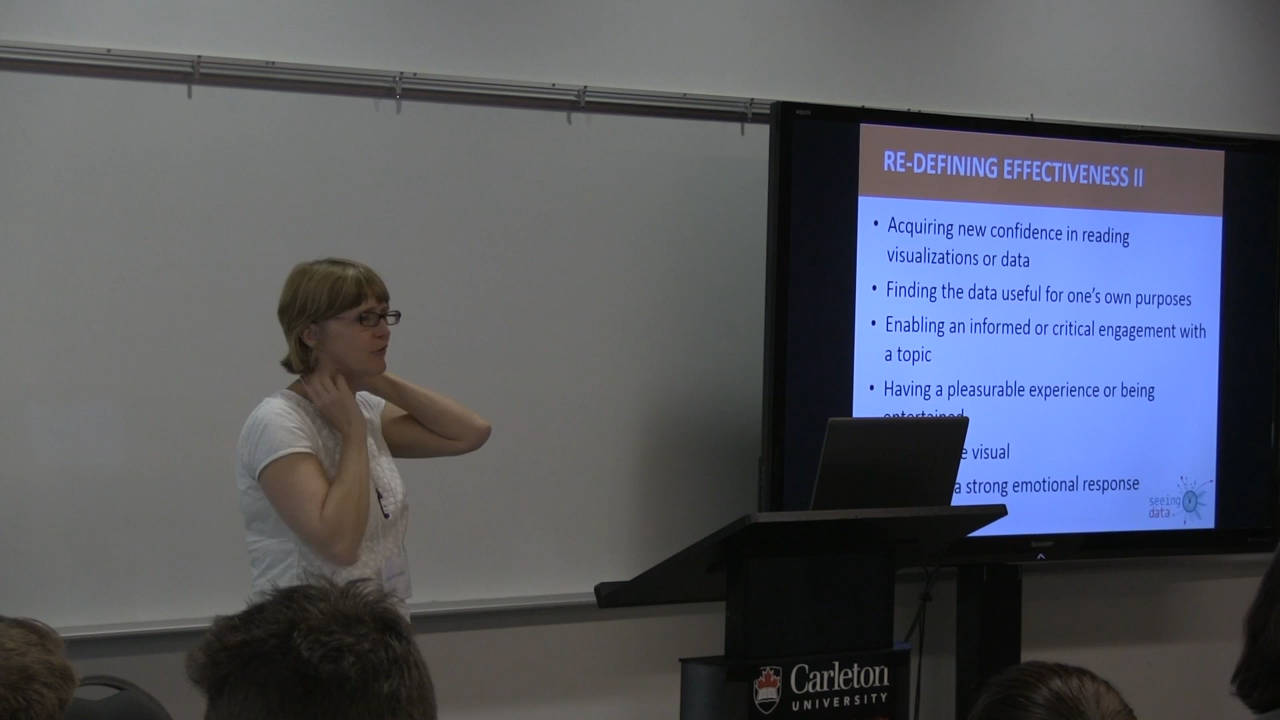 RE-DEFINING EFFECTIVENESS II
• Acquiring new confidence in reading
visualizations or data
• Finding the data useful for one's own purposes
• Enabling an informed or critical engagement with
a topic
• Having a pleasurable experience or being
entertained
visual
a strong emotional response
seeing
data
Carleton
UNIVERSITY